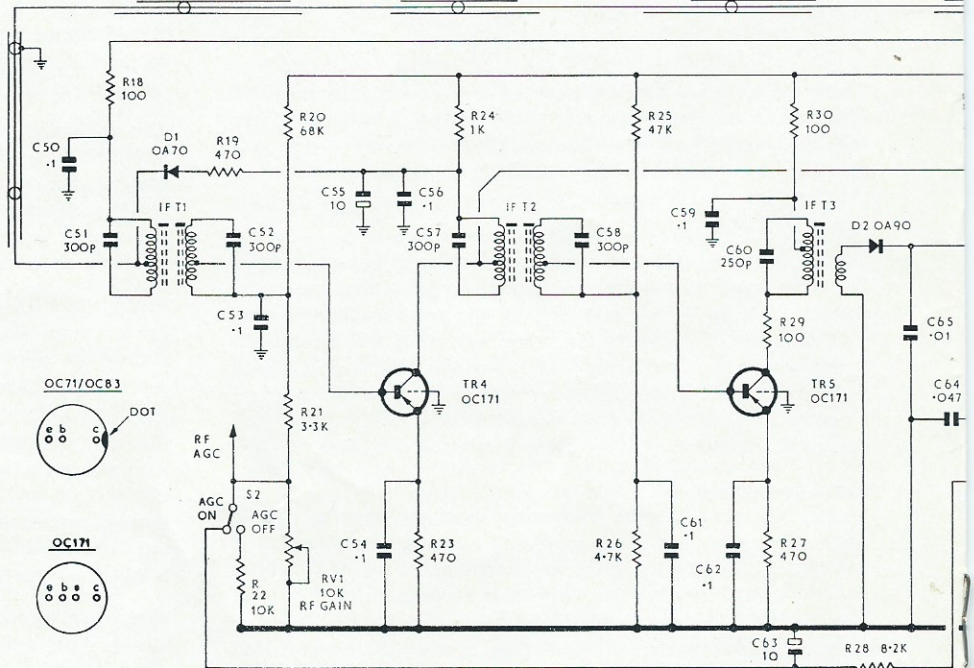 R18
100
R20
68K
R24
1K
R25
47K
R30
100
C50
·1
D1
OA70
R19
470
C55
10
C56
·1
C59
·1
IFT1
IFT2
IFT3
C51
300p
C52
300p
C57
300p
C58
300p
C60
250p
D2 OA90
C53
·1
R29
100
C65
·01
C64
·047
TR4
OC171
TR5
OC171
OC71/OC83
DOT
e b c
R21
3·3K
RF
AGC
S2
AGC
ON
AGC
OFF
OC171
e b s c
R
22
10K
RV1
10K
RF GAIN
C54
·1
R23
470
R26
4·7K
C61
·1
C62
·1
R27
470
C63
10
R28 8·2K